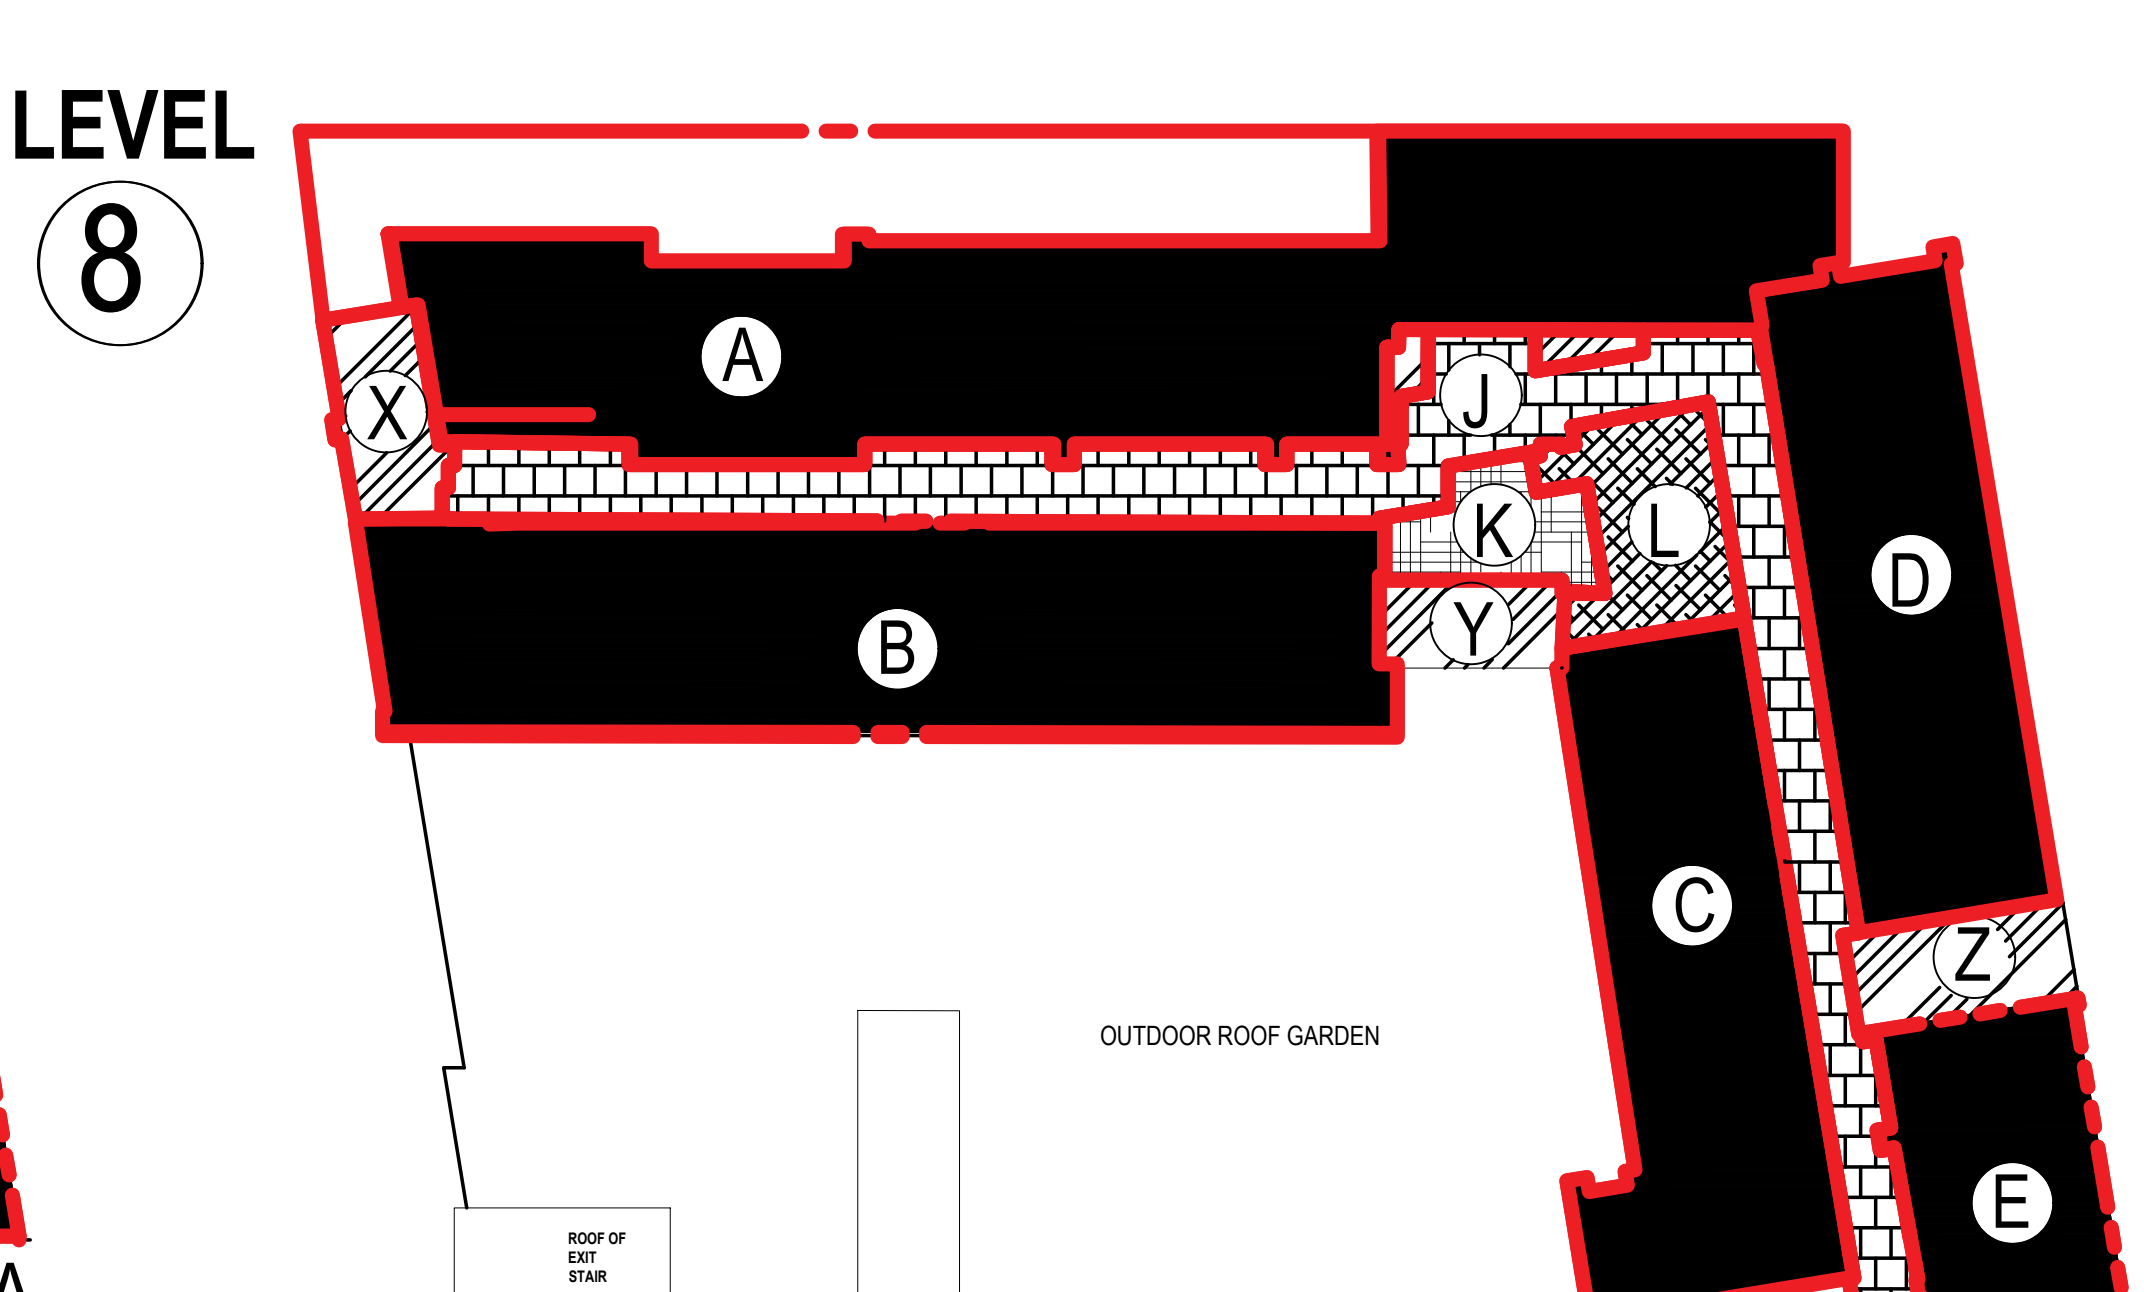 LEVEL
8
A
X
J
K
L
Y
B
D
C
Z
E
OUTDOOR ROOF GARDEN
ROOF OF
EXIT
STAIR